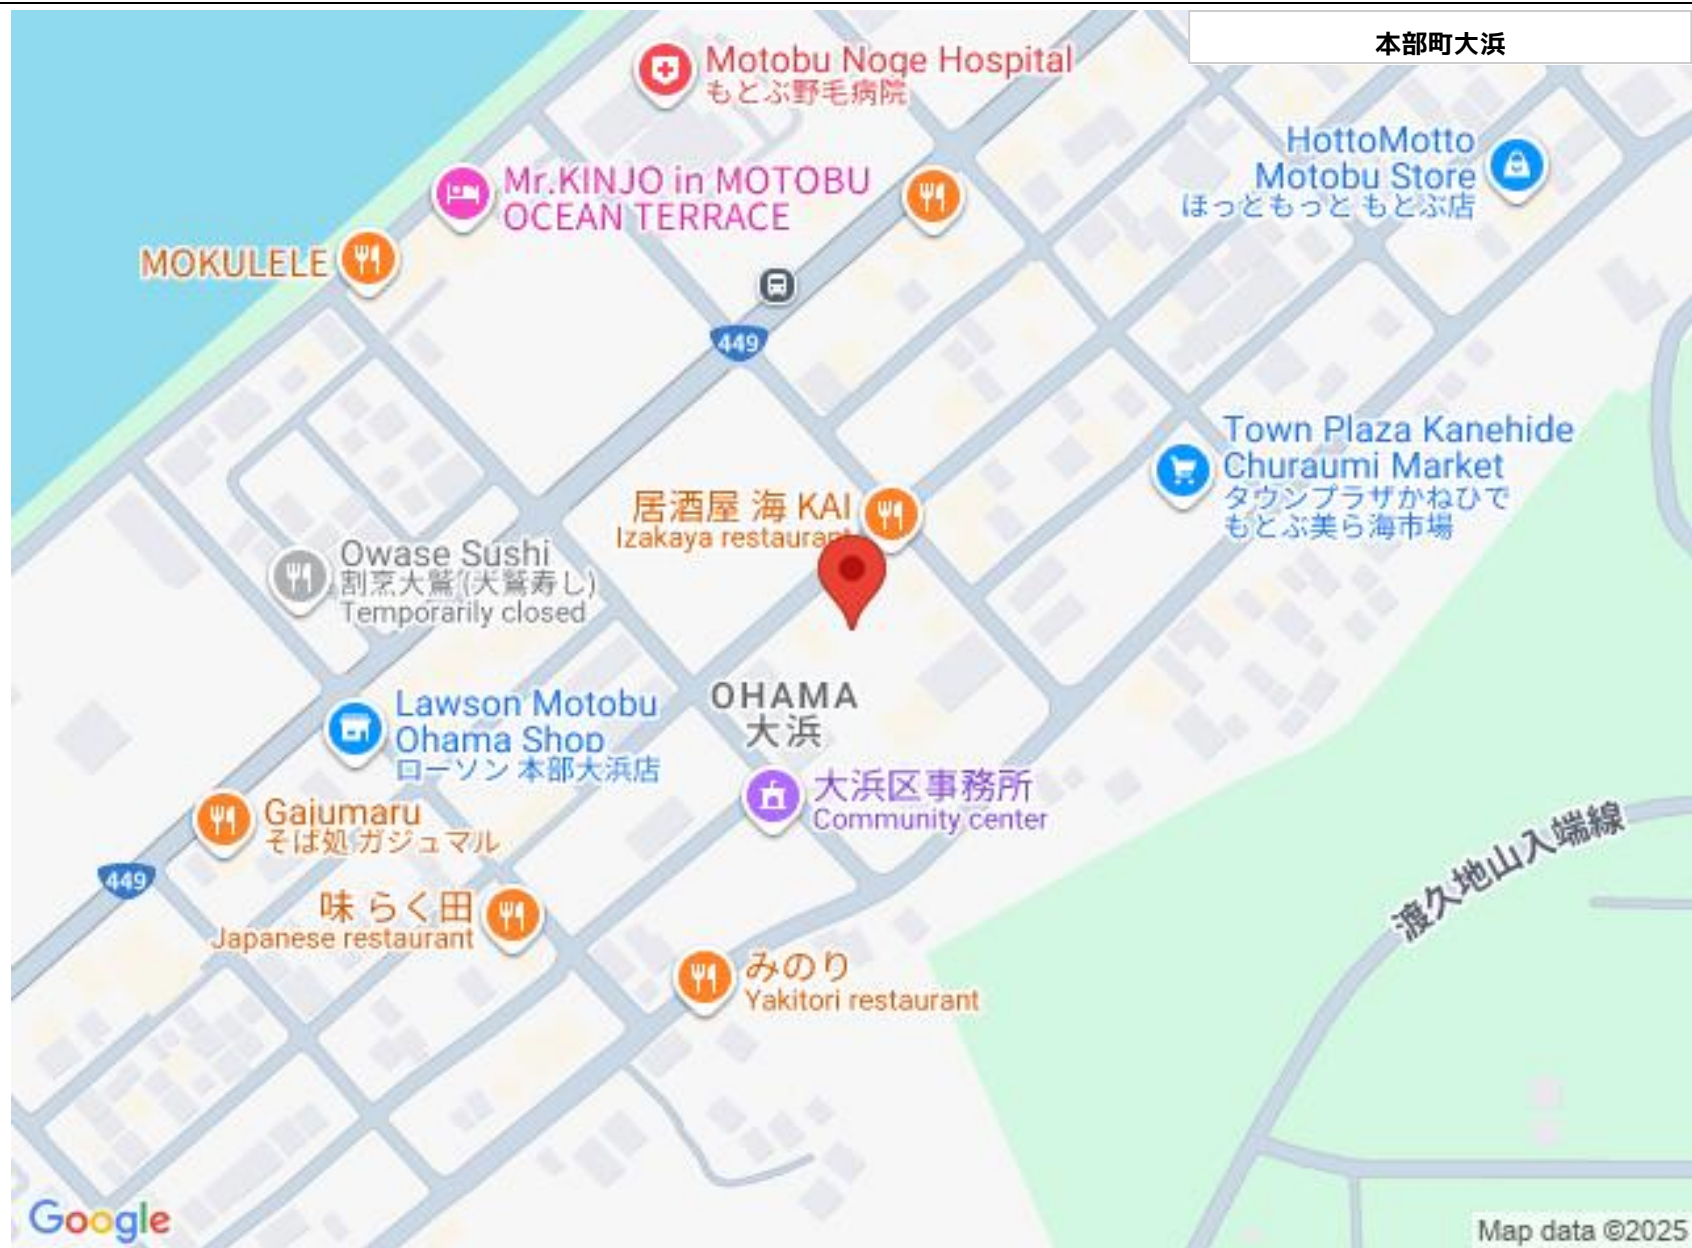 本部町大浜
Motobu Noge Hospital
もとぶ野毛病院
HottoMotto
Motobu Store
ほっともっと もとぶ店
Mr.KINJO in MOTOBU
OCEAN TERRACE
MOKULELE
449
Town Plaza Kanehide
Churaumi Market
タウンプラザかねひで
もとぶ美ら海市場
居酒屋 海 KAI
Izakaya restaurant
Owase Sushi
割烹大鷲 (大鷲寿し)
Temporarily closed
OHAMA
大浜
Lawson Motobu
Ohama Shop
ローソン 本部大浜店
大浜区事務所
Community center
Gajumaru
そば処 ガジュマル
449
味 らく田
Japanese restaurant
渡久地山入端線
みのり
Yakitori restaurant
Google
Map data ©2025